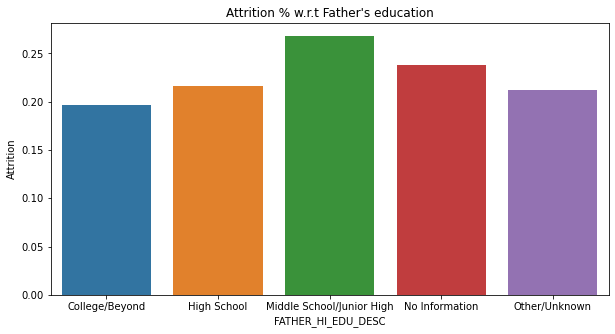 Attrition % w.r.t Father's education
0.25
0.20
0.15
0.10
0.05
0.00
Attrition
College/Beyond
High School
Middle School/Junior High
No Information
Other/Unknown
FATHER_HI_EDU_DESC